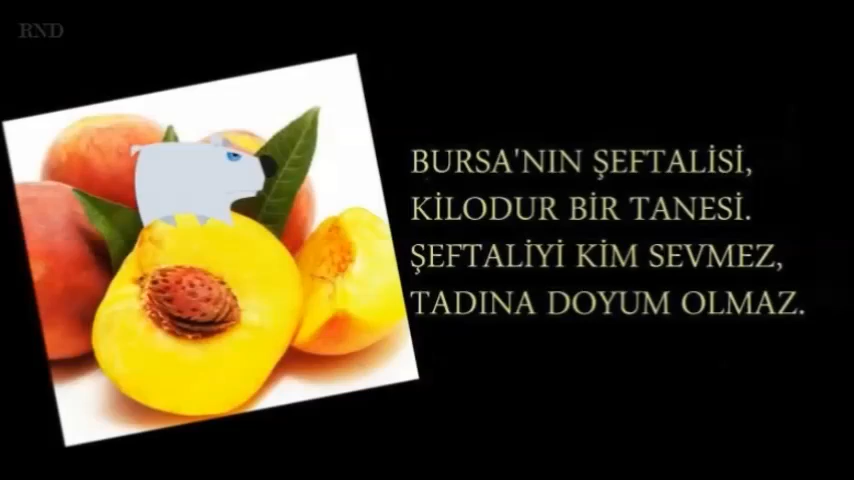 RND
BURSA'NIN ŞEFTALİSİ,
KİLODUR BİR TANESİ.
ŞEFTALİYİ KİM SEVMEZ,
TADINA DOYUM OLMAZ.